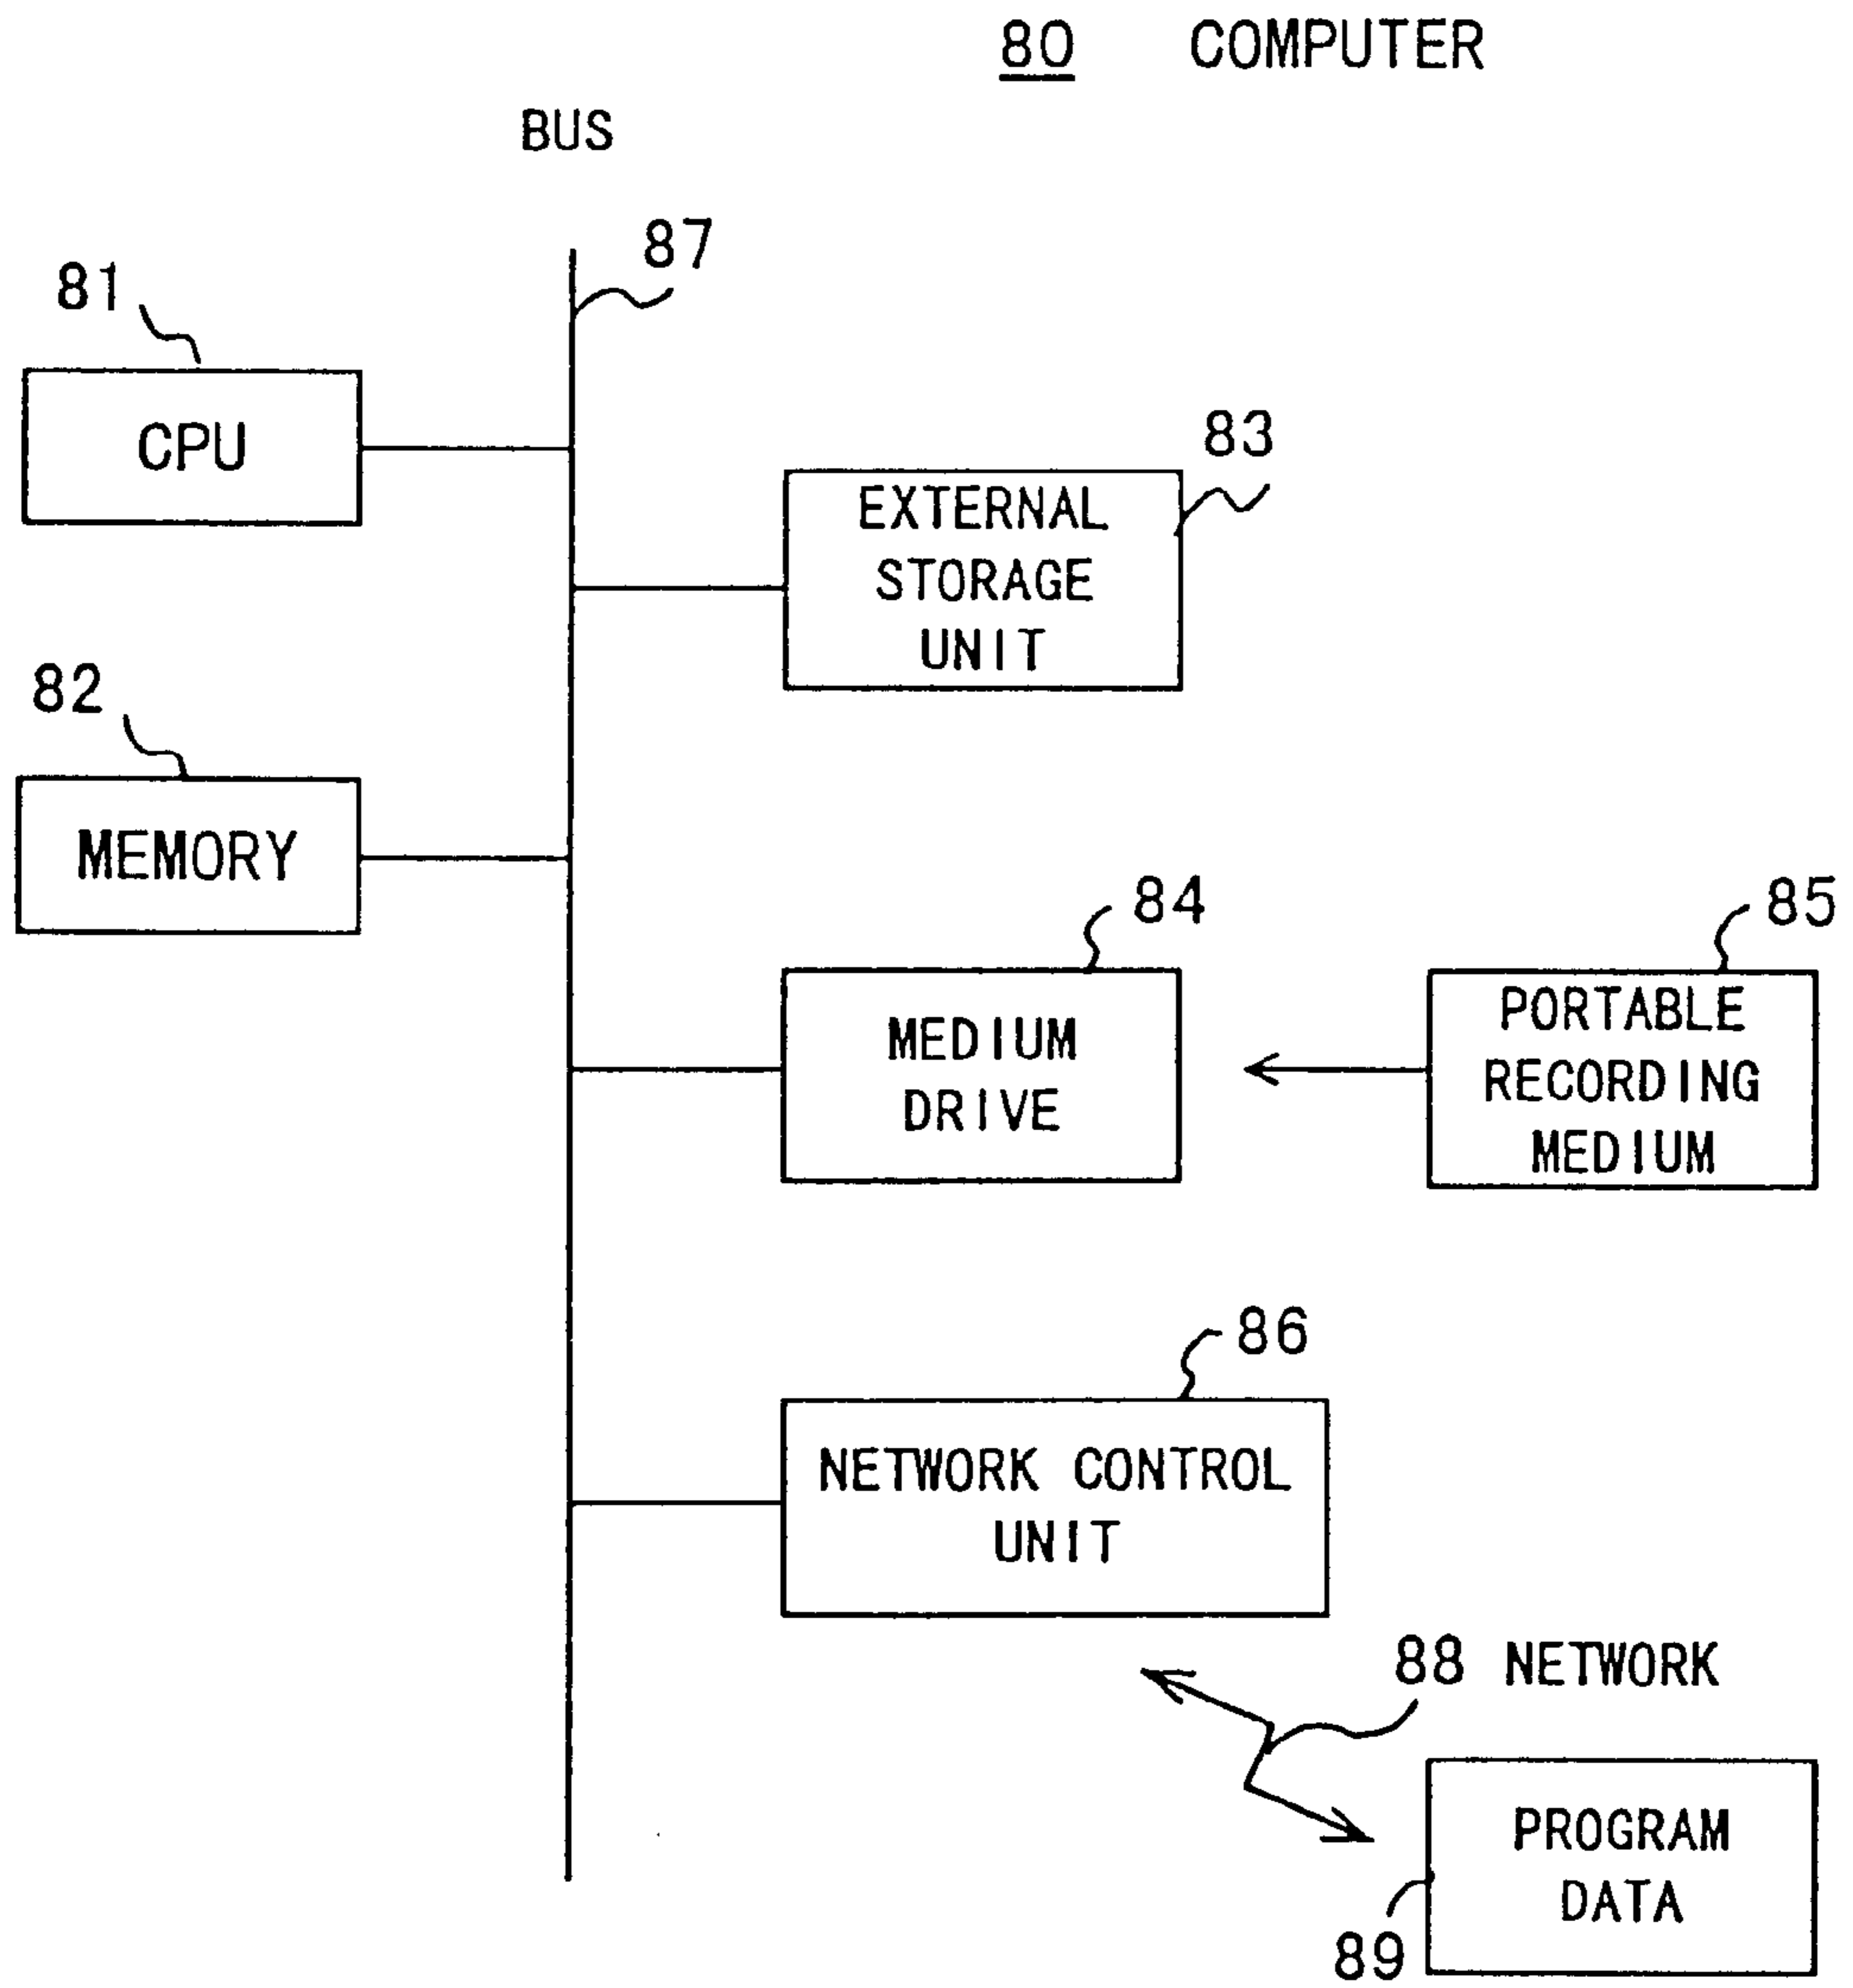 80 COMPUTER
BUS
87
81
CPU
83
EXTERNAL
STORAGE
UNIT
82
MEMORY
84
MEDIUM
DRIVE
85
PORTABLE
RECORDING
MEDIUM
86
NETWORK CONTROL
UNIT
88 NETWORK
PROGRAM
DATA
89